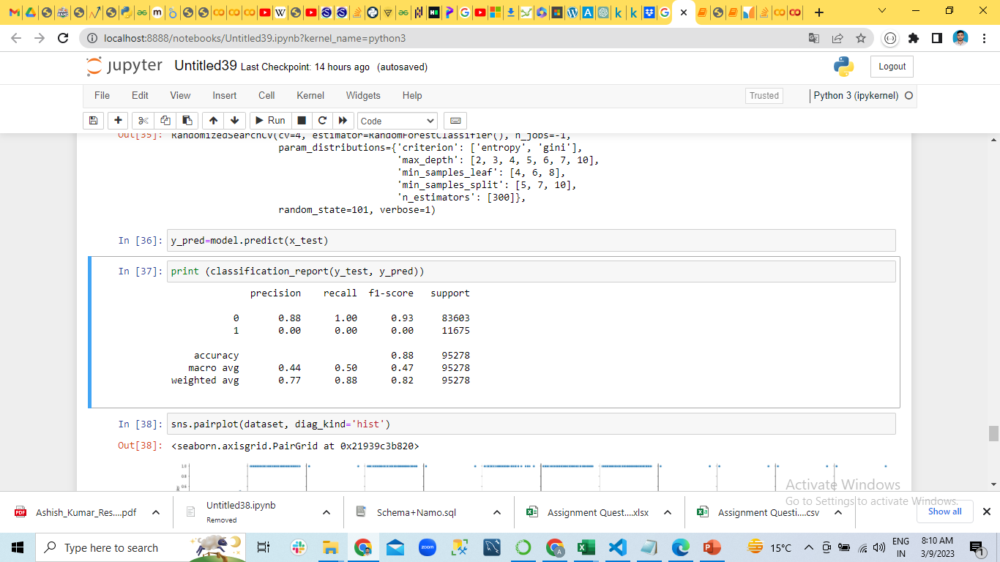 localhost:8888/notebooks/Untitled39.ipynb?kernel_name=python3
jupyter Untitled39 Last Checkpoint: 14 hours ago (autosaved)
Logout
File Edit View Insert Cell Kernel Widgets Help
Trusted
Python 3 (ipykernel)
Run
Code
Out[35]: RandomizedSearchCV(cv=4, estimator=RandomForestClassifier(), n_jobs=-1,
param_distributions={'criterion': ['entropy', 'gini'],
'max_depth': [2, 3, 4, 5, 6, 7, 10],
'min_samples_leaf': [4, 6, 8],
'min_samples_split': [5, 7, 10],
'n_estimators': [300]},
random_state=101, verbose=1)
In [36]: y_pred=model.predict(x_test)
In [37]: print (classification_report(y_test, y_pred))
precision recall f1-score support
0 0.88 1.00 0.93 83603
1 0.00 0.00 0.00 11675
accuracy 0.88 95278
macro avg 0.44 0.50 0.47 95278
weighted avg 0.77 0.88 0.82 95278
In [38]: sns.pairplot(dataset, diag_kind='hist')
Out[38]: <seaborn.axisgrid.PairGrid at 0x21939c3b820>
1.0
0.8
0.6
Activate Windows
Go to Settings to activate Windows.
Ashish_Kumar_Res....pdf
Untitled38.ipynb
Removed
Schema+Namo.sql
Assignment Quest....xlsx
Assignment Questi....csv
Show all
Type here to search
zoom
15°C
ENG
IN
8:10 AM
3/9/2023
1